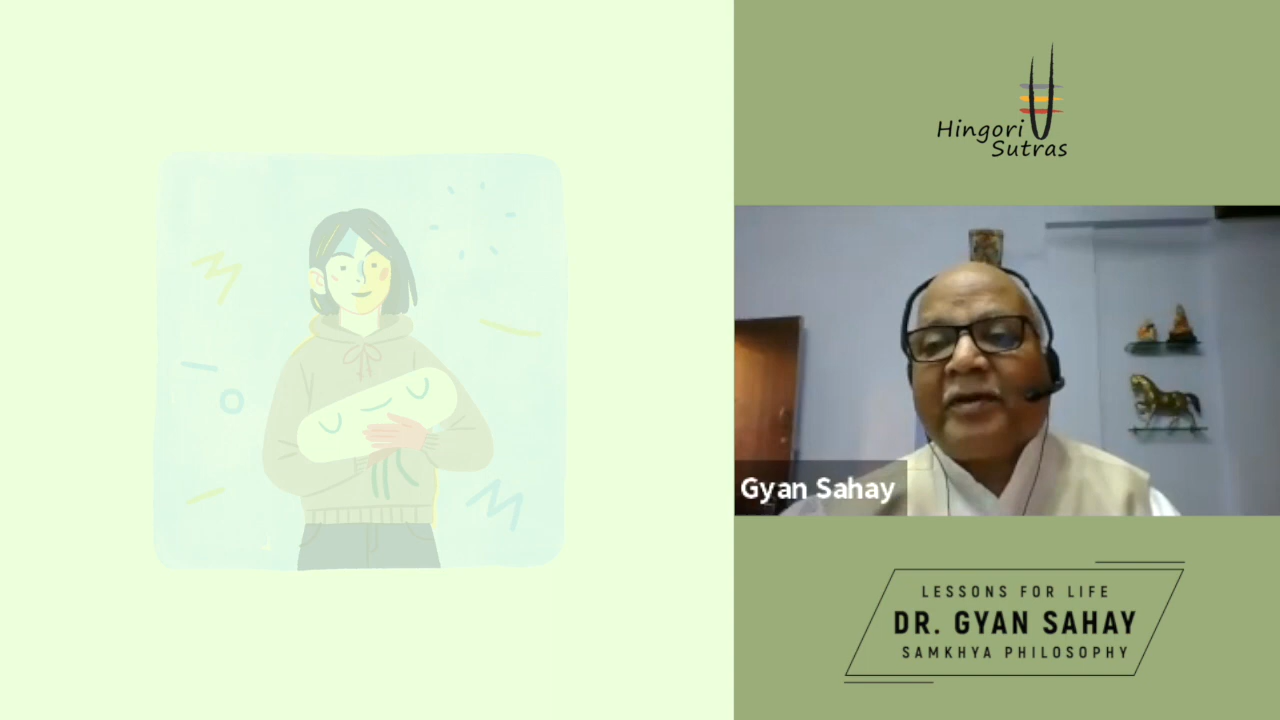 Hingori
Sutras
Gyan Sahay
LESSONS FOR LIFE
DR. GYAN SAHAY
SAMKHYA PHILOSOPHY